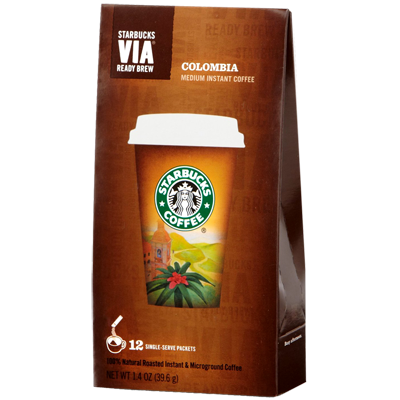 STARBUCKS
VIA®
READY BREW
COLOMBIA
MEDIUM INSTANT COFFEE
STARBUCKS
COFFEE
®
12 SINGLE-SERVE PACKETS
100% Natural Roasted Instant & Microground Coffee
NET WT 1.4 OZ (39.6 g)